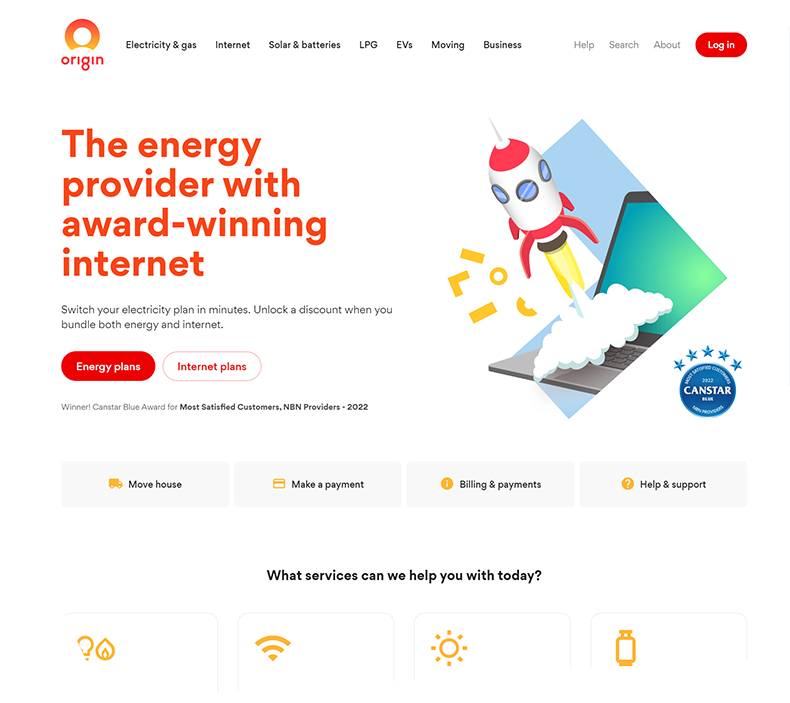 origin
Electricity & gas
Internet
Solar & batteries
LPG
EVs
Moving
Business
Help
Search
About
Log in
The energy
provider with
award-winning
internet
Switch your electricity plan in minutes. Unlock a discount when you
bundle both energy and internet.
Energy plans
Internet plans
Winner! Canstar Blue Award for Most Satisfied Customers, NBN Providers - 2022
MOST SATISFIED CUSTOMERS
2022
CANSTAR
BLUE
NBN PROVIDERS
Move house
Make a payment
Billing & payments
Help & support
What services can we help you with today?